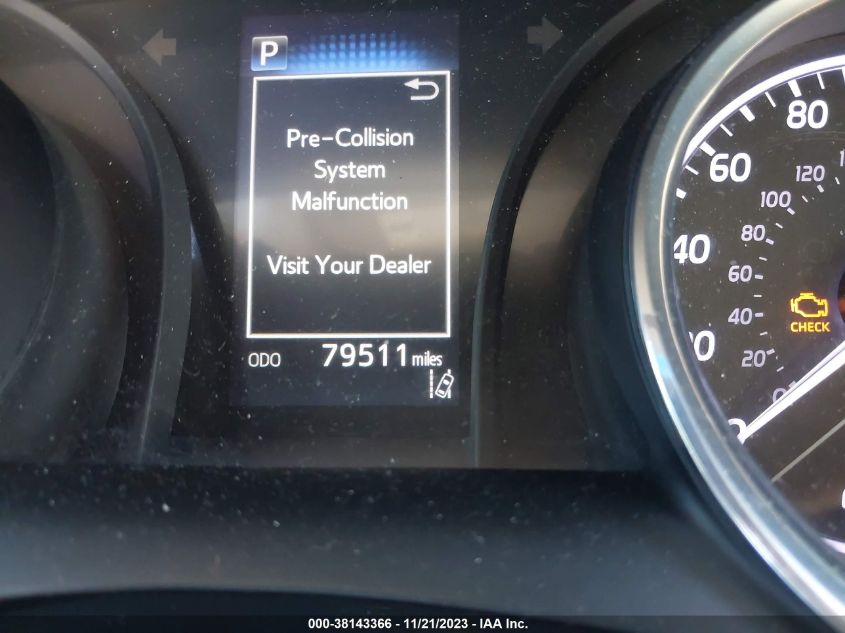 P
Pre-Collision
System
Malfunction
Visit Your Dealer
ODO 79511 miles
80
60
120
100
80
40
60
40
CHECK
20
000-38143366 - 11/21/2023 - IAA Inc.